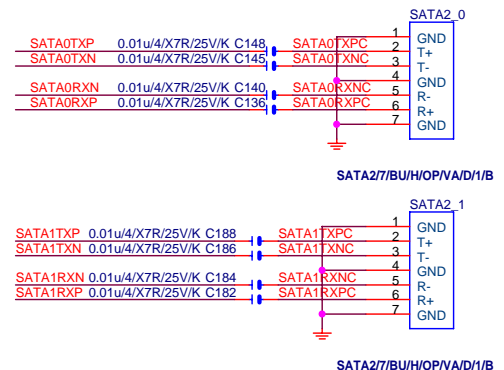 SATA2_0
1 GND
SATA0TXP 0.01u/4/X7R/25V/K C148 SATA0TXPC 2 T+
SATA0TXN 0.01u/4/X7R/25V/K C145 SATA0TXNC 3 T-
4 GND
SATA0RXN 0.01u/4/X7R/25V/K C140 SATA0RXNC 5 R-
SATA0RXP 0.01u/4/X7R/25V/K C136 SATA0RXPC 6 R+
7 GND
SATA2/7/BU/H/OP/VA/D/1/B
SATA2_1
1 GND
SATA1TXP 0.01u/4/X7R/25V/K C188 SATA1TXPC 2 T+
SATA1TXN 0.01u/4/X7R/25V/K C186 SATA1TXNC 3 T-
4 GND
SATA1RXN 0.01u/4/X7R/25V/K C184 SATA1RXNC 5 R-
SATA1RXP 0.01u/4/X7R/25V/K C182 SATA1RXPC 6 R+
7 GND
SATA2/7/BU/H/OP/VA/D/1/B